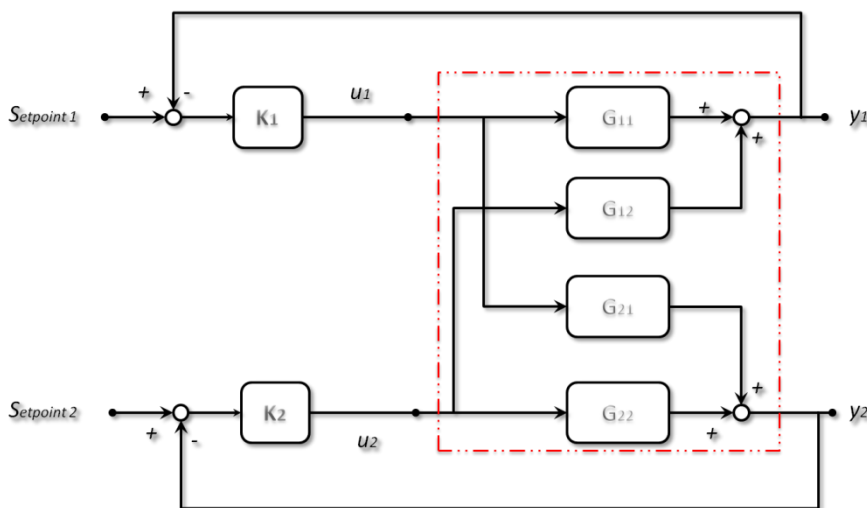 + - u1 +
Setpoint 1 K1 G11 y1
+
G12
G21
+
Setpoint 2 K2 G22 y2
+ - u2 +